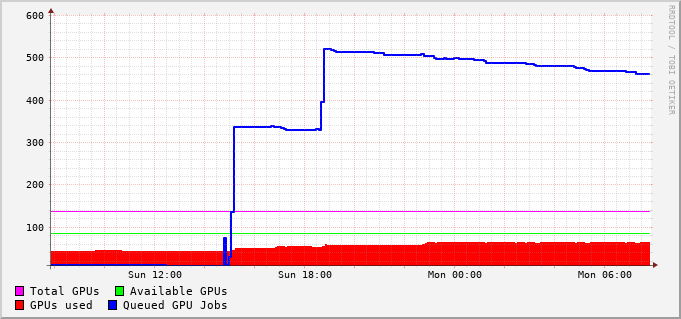 600
500
400
300
200
100
Sun 12:00 Sun 18:00 Mon 00:00 Mon 06:00
Total GPUs Available GPUs
GPUs used Queued GPU Jobs
RRDTOOL / TOBI OETIKER